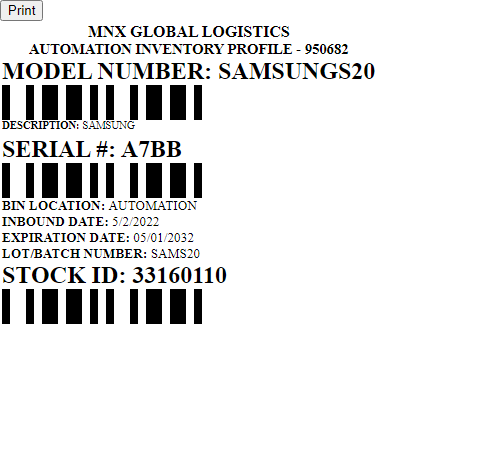 Print
MNX GLOBAL LOGISTICS
AUTOMATION INVENTORY PROFILE - 950682
MODEL NUMBER: SAMSUNGS20
DESCRIPTION: SAMSUNG
SERIAL #: A7BB
BIN LOCATION: AUTOMATION
INBOUND DATE: 5/2/2022
EXPIRATION DATE: 05/01/2032
LOT/BATCH NUMBER: SAMS20
STOCK ID: 33160110